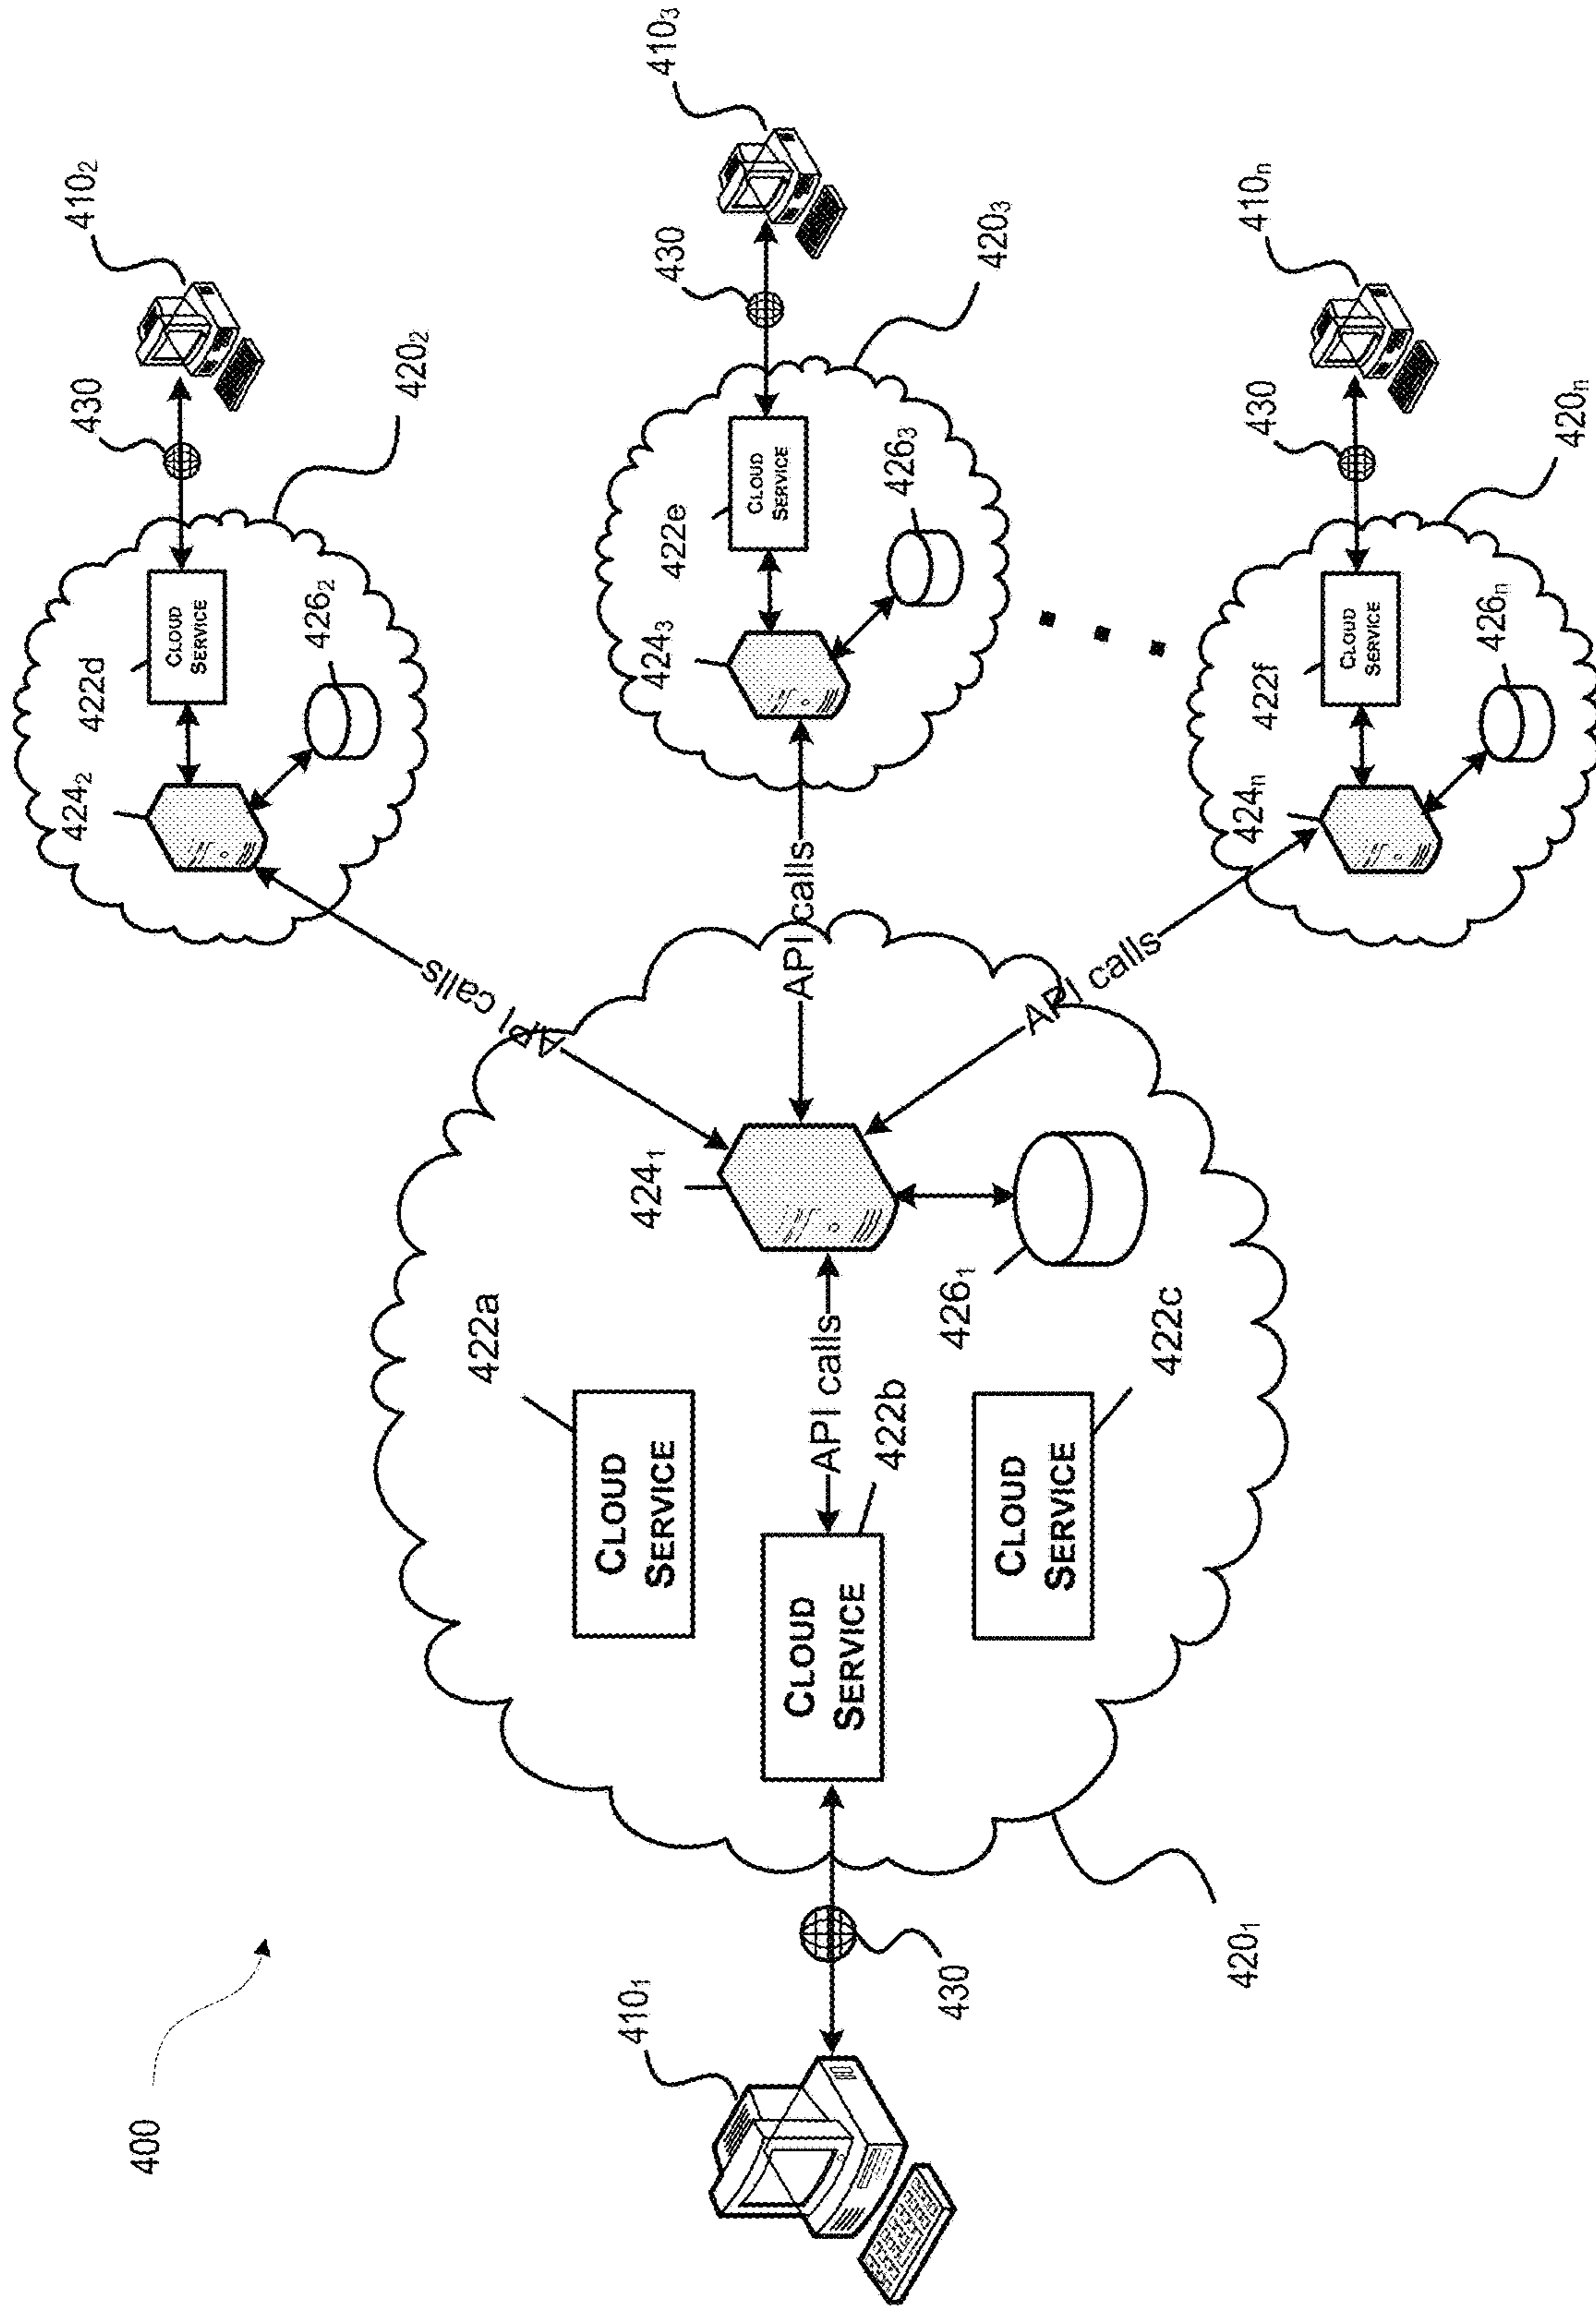 400
410₁
430
420₁
CLOUD
SERVICE
422a
CLOUD
SERVICE
422b
CLOUD
SERVICE
422c
API calls
424₁
426₁
API calls
API calls
API calls
424₂
422d
CLOUD
SERVICE
426₂
430
410₂
420₂
424₃
422e
CLOUD
SERVICE
426₃
430
410₃
420₃
424ₙ
422f
CLOUD
SERVICE
426ₙ
430
410ₙ
420ₙ